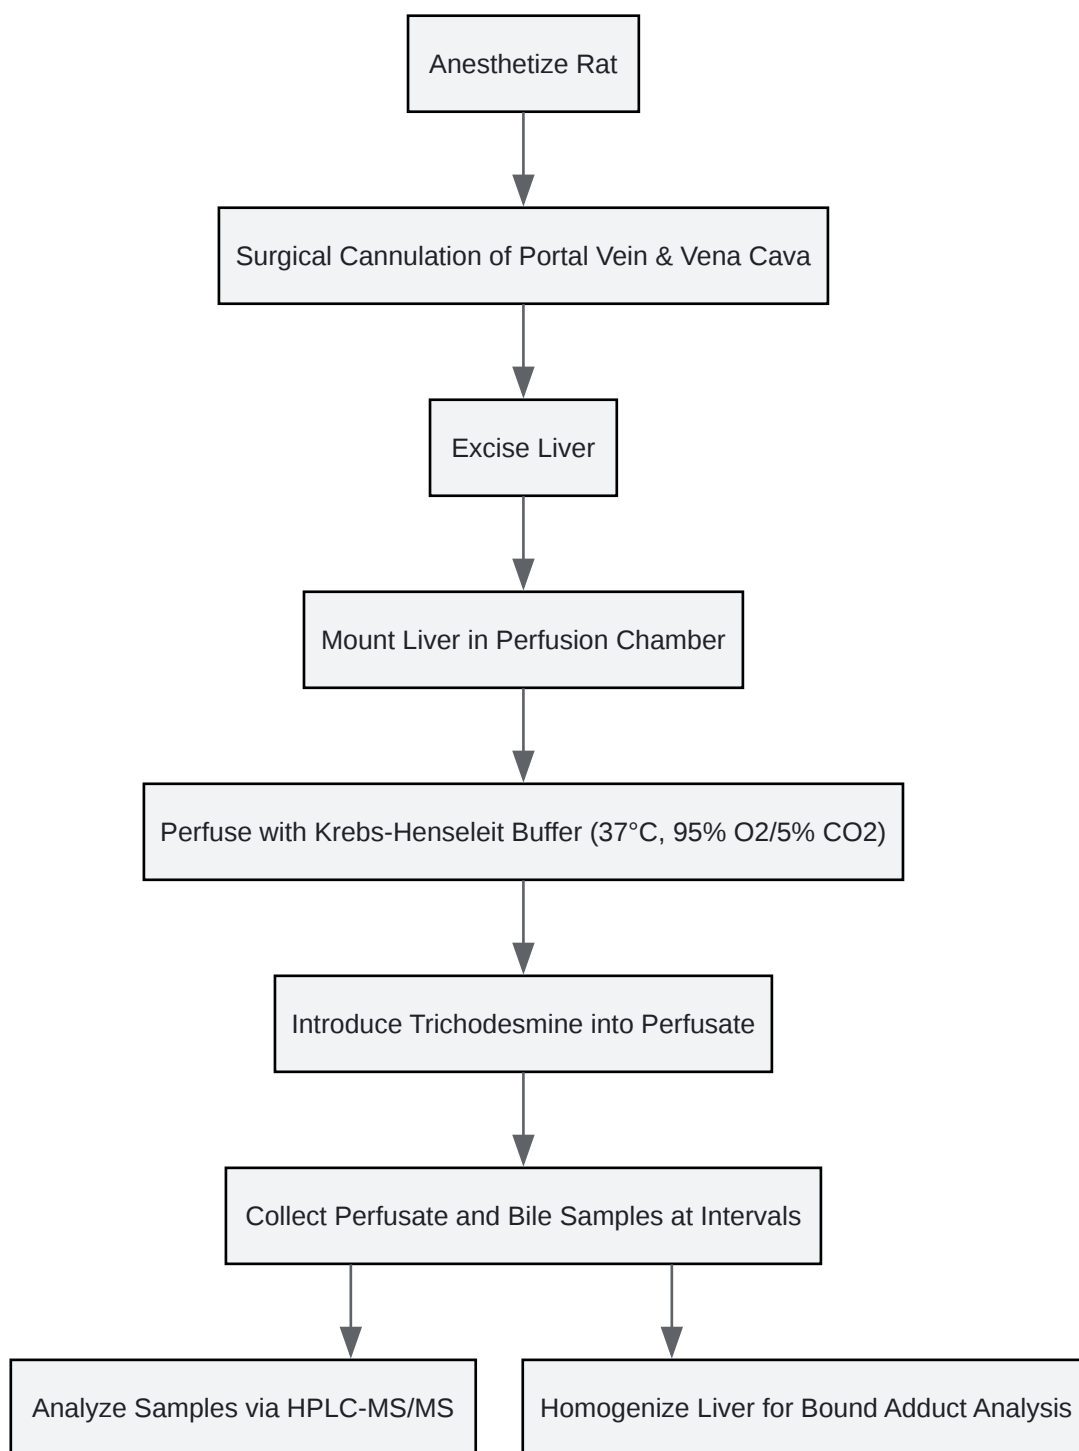 Anesthetize Rat
Surgical Cannulation of Portal Vein & Vena Cava
Excise Liver
Mount Liver in Perfusion Chamber
Perfuse with Krebs-Henseleit Buffer (37°C, 95% O2/5% CO2)
Introduce Trichodesmine into Perfusate
Collect Perfusate and Bile Samples at Intervals
Analyze Samples via HPLC-MS/MS
Homogenize Liver for Bound Adduct Analysis